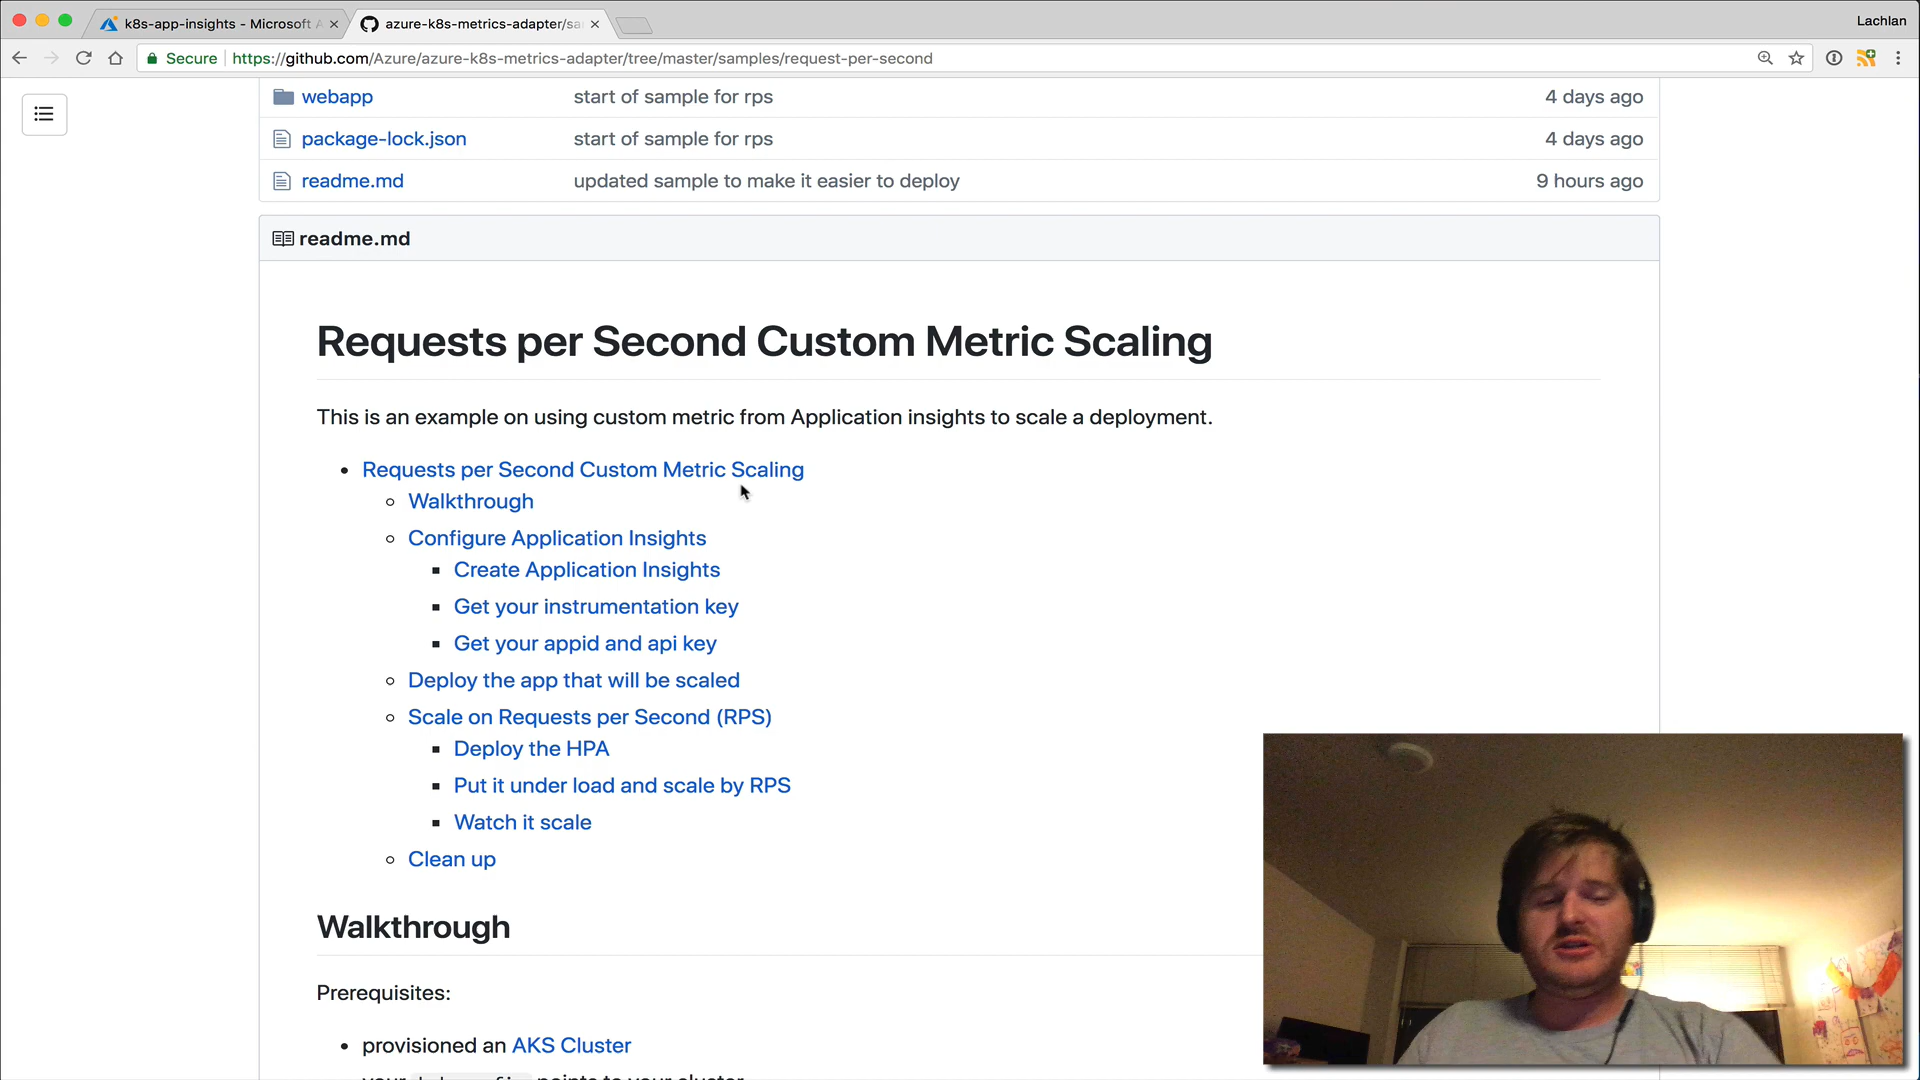 k8s-app-insights - Microsoft A
azure-k8s-metrics-adapter/sa
Lachlan
Secure https://github.com/Azure/azure-k8s-metrics-adapter/tree/master/samples/request-per-second
webapp start of sample for rps 4 days ago
package-lock.json start of sample for rps 4 days ago
readme.md updated sample to make it easier to deploy 9 hours ago
readme.md
Requests per Second Custom Metric Scaling
This is an example on using custom metric from Application insights to scale a deployment.
Requests per Second Custom Metric Scaling
Walkthrough
Configure Application Insights
Create Application Insights
Get your instrumentation key
Get your appid and api key
Deploy the app that will be scaled
Scale on Requests per Second (RPS)
Deploy the HPA
Put it under load and scale by RPS
Watch it scale
Clean up
Walkthrough
Prerequisites:
provisioned an AKS Cluster
your points to your cluster